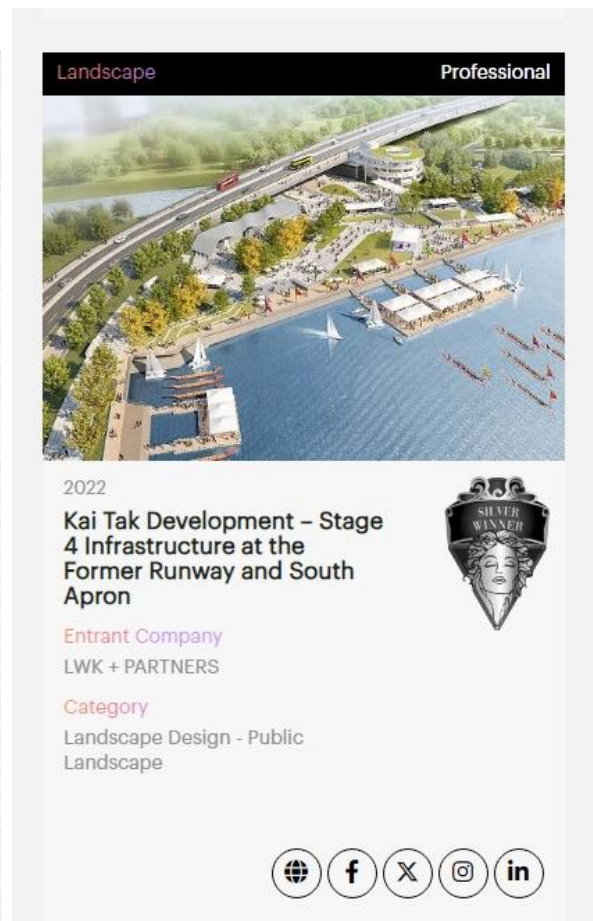 Landscape
Professional
2022
Kai Tak Development – Stage
4 Infrastructure at the
Former Runway and South
Apron
SILVER
WINNER
Entrant Company
LWK + PARTNERS
Category
Landscape Design - Public
Landscape